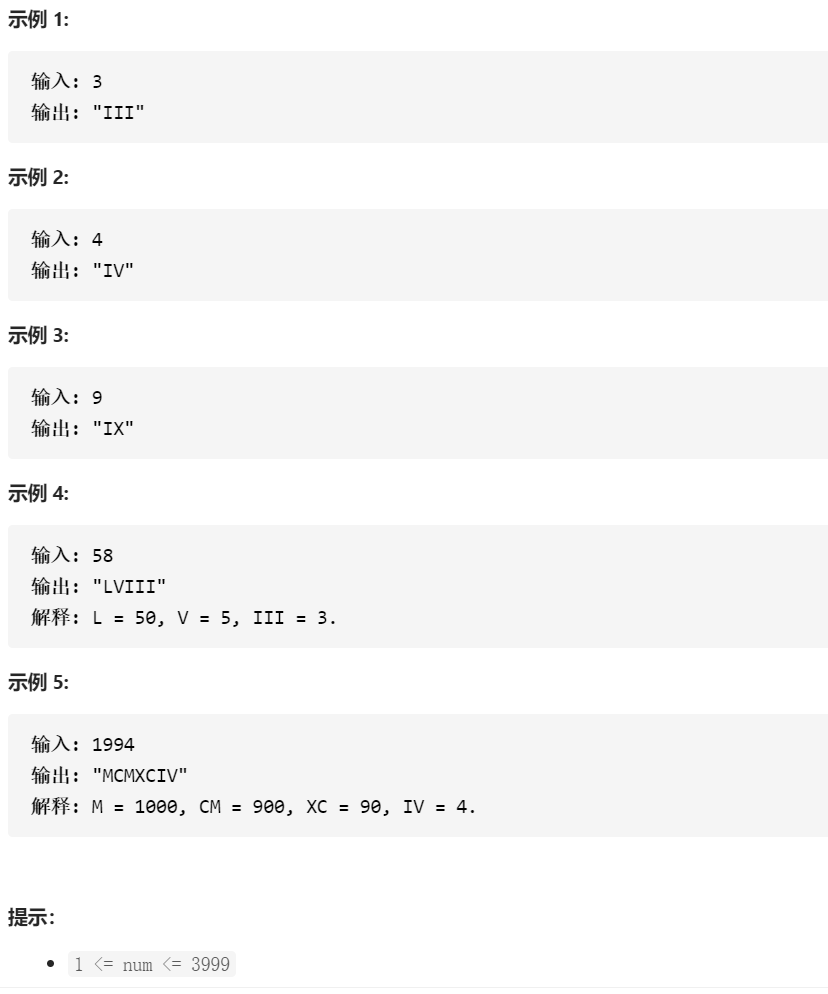 示例 1:
输入: 3
输出: "III"
示例 2:
输入: 4
输出: "IV"
示例 3:
输入: 9
输出: "IX"
示例 4:
输入: 58
输出: "LVIII"
解释: L = 50, V = 5, III = 3.
示例 5:
输入: 1994
输出: "MCMXCIV"
解释: M = 1000, CM = 900, XC = 90, IV = 4.
提示：
• 1 <= num <= 3999